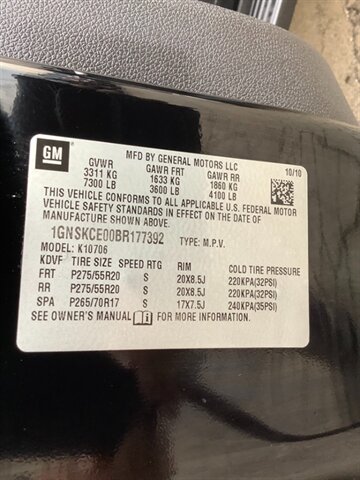 GM
MFD BY GENERAL MOTORS LLC
10/10
GVWR GAWR FRT GAWR RR
3311 KG 1633 KG 1860 KG
7300 LB 3600 LB 4100 LB
THIS VEHICLE CONFORMS TO ALL APPLICABLE U.S. FEDERAL MOTOR
VEHICLE SAFETY STANDARDS IN EFFECT ON THE DATE OF
MANUFACTURE SHOWN ABOVE.
1GNSKCE00BR177392 TYPE: M.P.V.
MODEL: K10706
KDVF TIRE SIZE SPEED RTG RIM COLD TIRE PRESSURE
FRT P275/55R20 S 20X8.5J 220KPA(32PSI)
RR P275/55R20 S 20X8.5J 220KPA(32PSI)
SPA P265/70R17 S 17X7.5J 240KPA(35PSI)
SEE OWNER'S MANUAL FOR MORE INFORMATION.